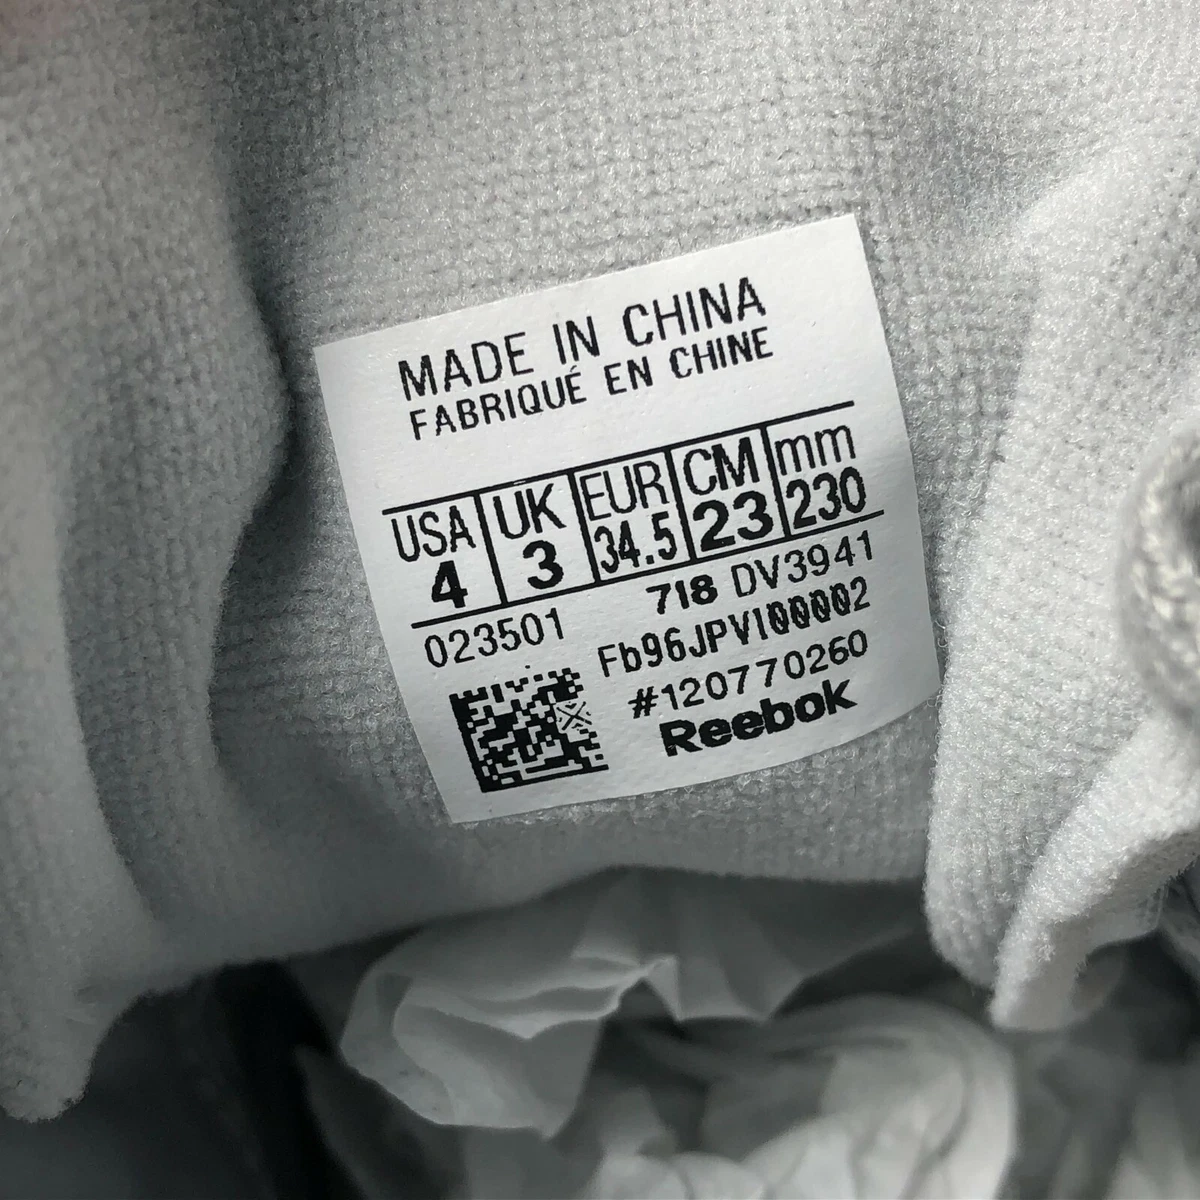 MADE IN CHINA
FABRIQUÉ EN CHINE
USA UK EUR CM mm
4 3 34.5 23 230
023501 718 DV3941
Fb96JPV100002
#120770260
Reebok